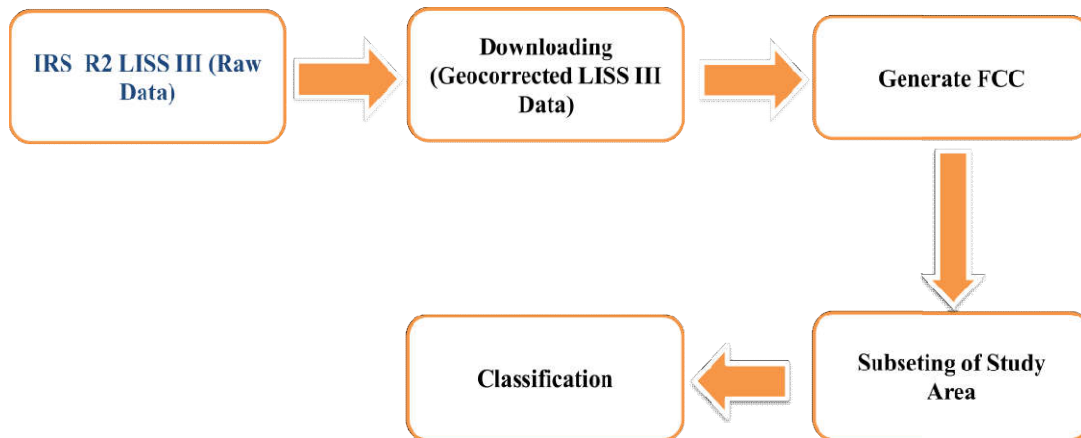 IRS R2 LISS III (Raw
Data)
Downloading
(Geocorrected LISS III
Data)
Generate FCC
Subseting of Study
Area
Classification